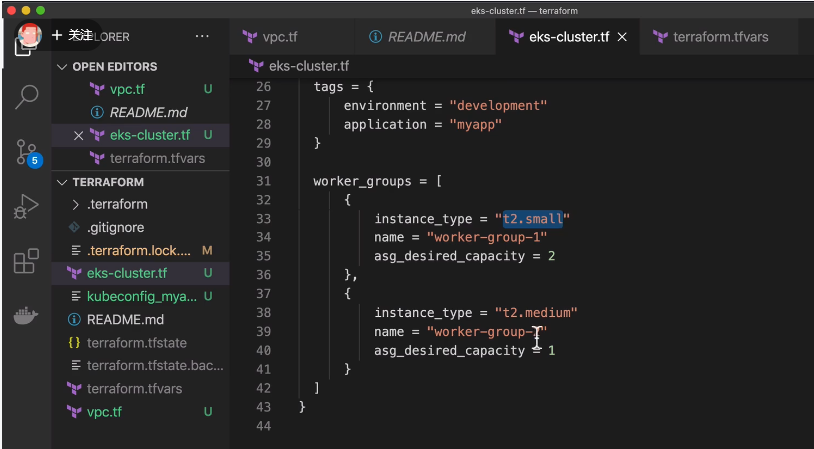 eks-cluster.tf — terraform
+ 关注
LORER
vpc.tf
README.md
eks-cluster.tf
terraform.tfvars
OPEN EDITORS
vpc.tf U
README.md
eks-cluster.tf U
terraform.tfvars
5
TERRAFORM
.terraform
.gitignore
.terraform.lock.... M
eks-cluster.tf U
kubeconfig_mya... U
README.md
terraform.tfstate
terraform.tfstate.bac...
terraform.tfvars
vpc.tf U
eks-cluster.tf
26 tags = {
27 environment = "development"
28 application = "myapp"
29 }
30
31 worker_groups = [
32 {
33 instance_type = "t2.small"
34 name = "worker-group-1"
35 asg_desired_capacity = 2
36 },
37 {
38 instance_type = "t2.medium"
39 name = "worker-group-
40 asg_desired_capacity = 1
41 }
42 ]
43 }
44